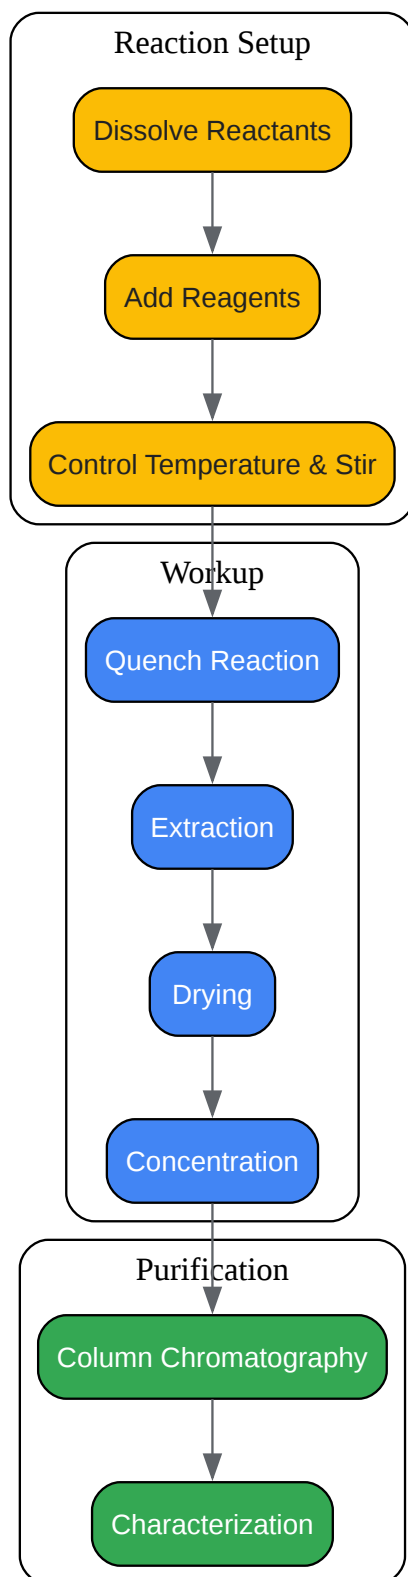 Reaction Setup
Dissolve Reactants
Add Reagents
Control Temperature & Stir
Workup
Quench Reaction
Extraction
Drying
Concentration
Purification
Column Chromatography
Characterization